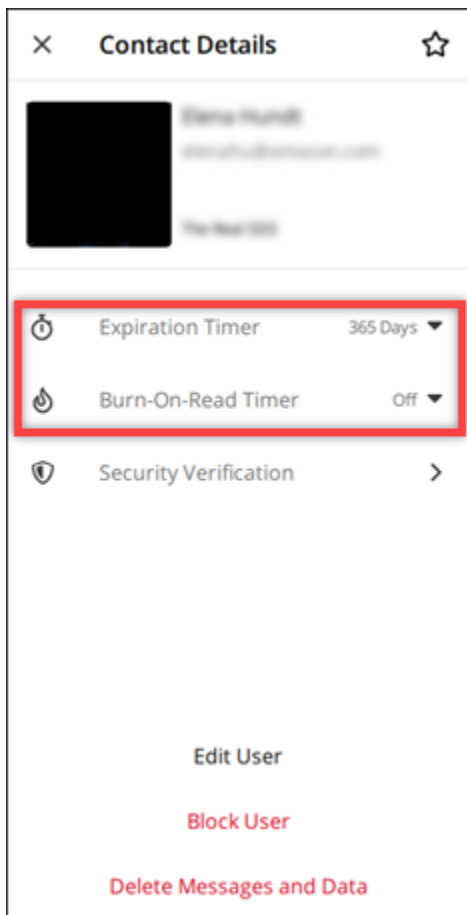 Contact Details
Expiration Timer 365 Days
Burn-On-Read Timer Off
Security Verification
Edit User
Block User
Delete Messages and Data